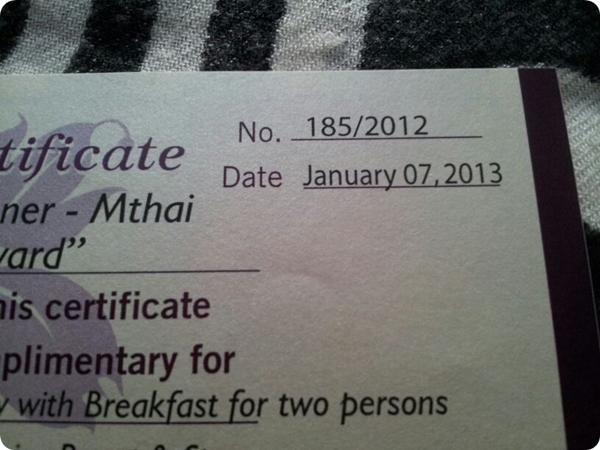 No. 185/2012
tificate
Date January 07, 2013
ner - Mthai
vard”
his certificate
plimentary for
with Breakfast for two persons